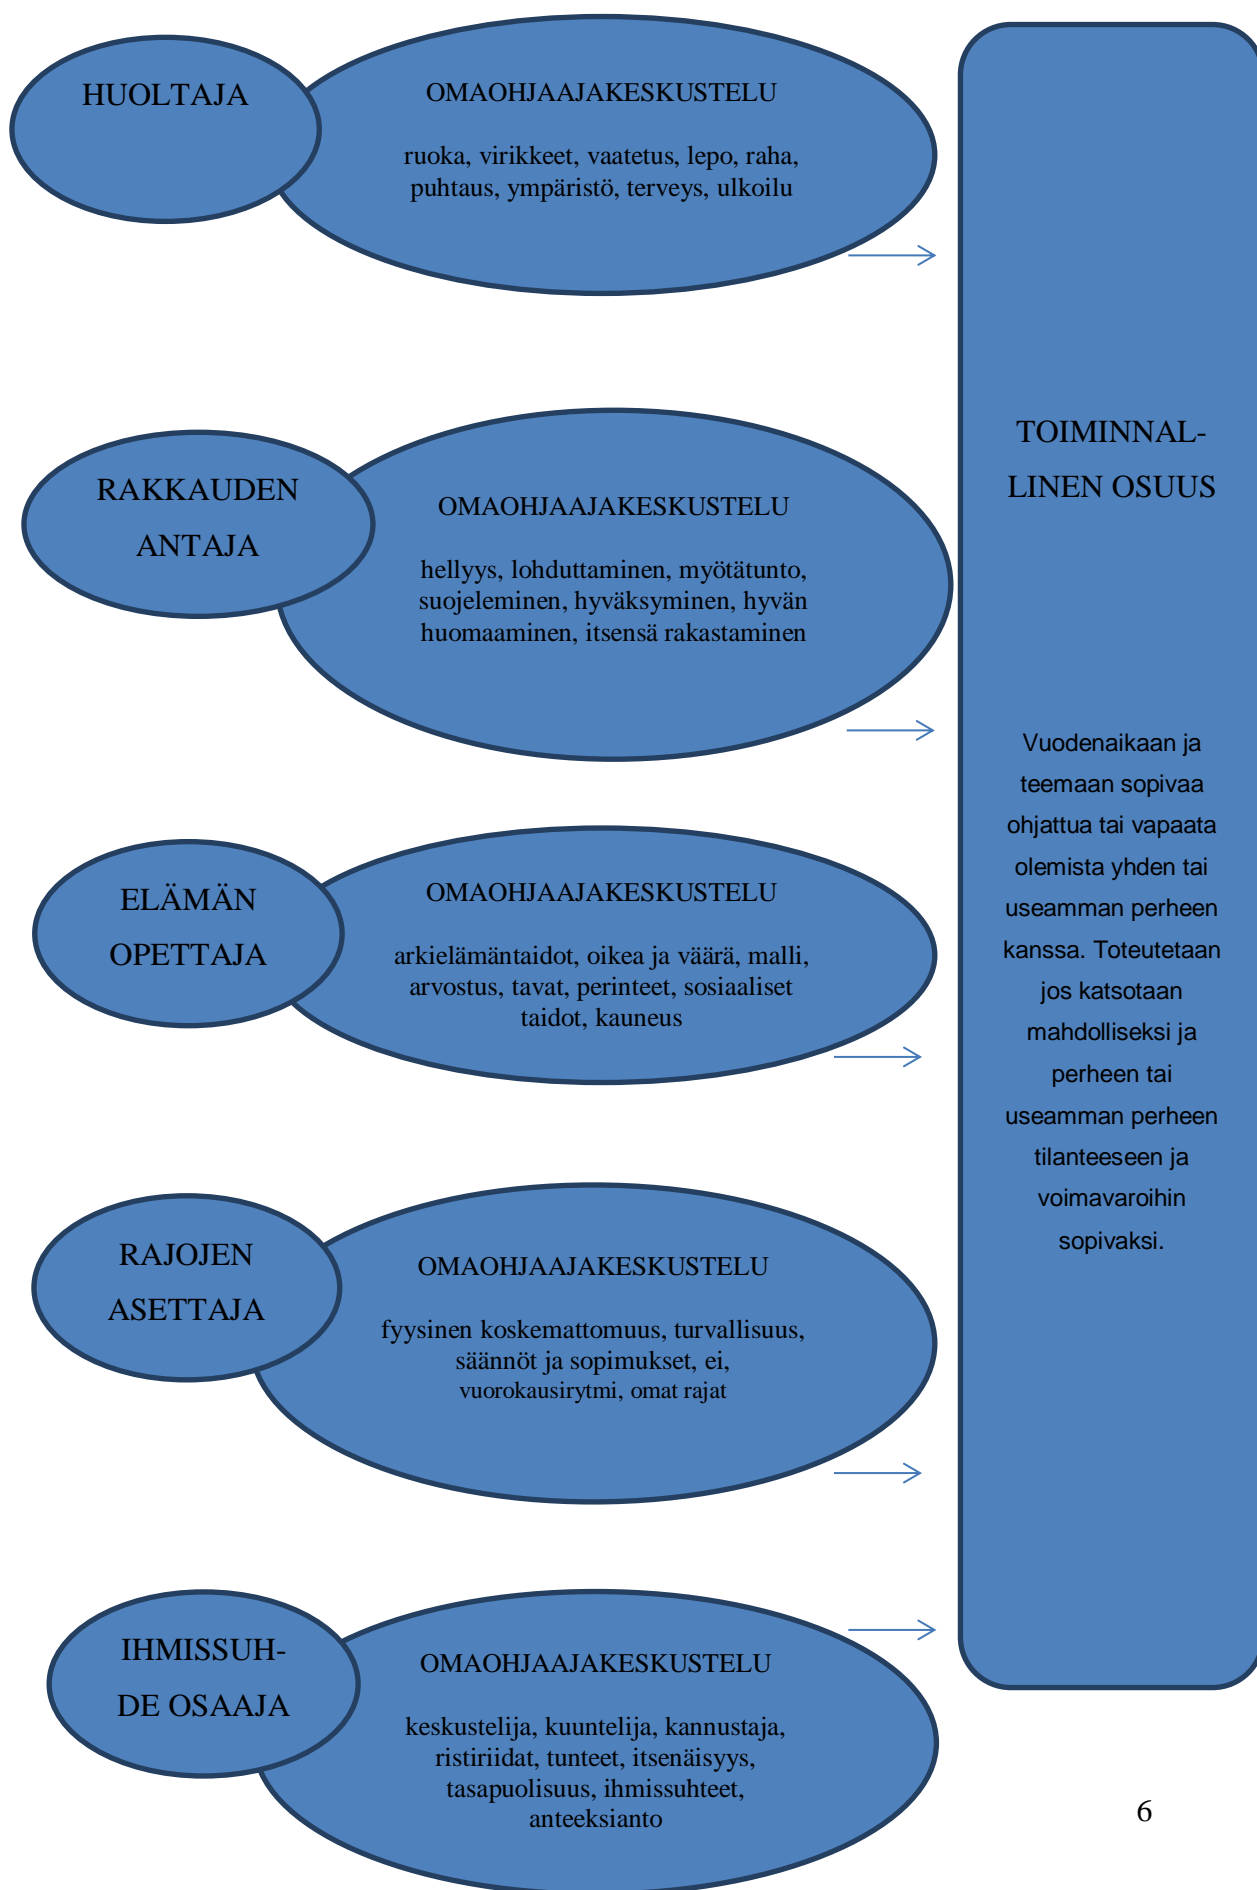 HUOLTAJA
OMAOHJAAJAKESKUSTELU
ruoka, virikkeet, vaatetus, lepo, raha,
puhtaus, ympäristö, terveys, ulkoilu
RAKKAUDEN
ANTAJA
OMAOHJAAJAKESKUSTELU
hellyys, lohduttaminen, myötätunto,
suojeleminen, hyväksyminen, hyvän
huomaaminen, itsensä rakastaminen
ELÄMÄN
OPETTAJA
OMAOHJAAJAKESKUSTELU
arkielämäntaidot, oikea ja väärä, malli,
arvostus, tavat, perinteet, sosiaaliset
taidot, kauneus
RAJOJEN
ASETTAJA
OMAOHJAAJAKESKUSTELU
fyysinen koskemattomuus, turvallisuus,
säännöt ja sopimukset, ei,
vuorokausirytmi, omat rajat
IHMISSUH-
DE OSAAJA
OMAOHJAAJAKESKUSTELU
keskustelija, kuuntelija, kannustaja,
ristiriidat, tunteet, itsenäisyys,
tasapuolisuus, ihmissuhteet,
anteeksianto
TOIMINNAL-
LINEN OSUUS
Vuodenaikaan ja
teemaan sopivaa
ohjattua tai vapaata
olemista yhden tai
useamman perheen
kanssa. Toteutetaan
jos katsotaan
mahdolliseksi ja
perheen tai
useamman perheen
tilanteeseen ja
voimavaroihin
sopivaksi.
6